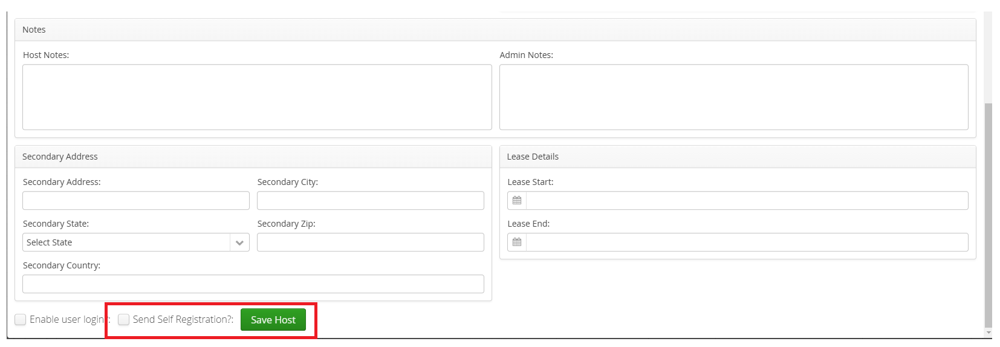 Notes
Host Notes:
Admin Notes:
Secondary Address
Lease Details
Secondary Address:
Secondary City:
Lease Start:
Secondary State:
Secondary Zip:
Lease End:
Select State
Secondary Country:
Enable user login?:
Send Self Registration?:
Save Host